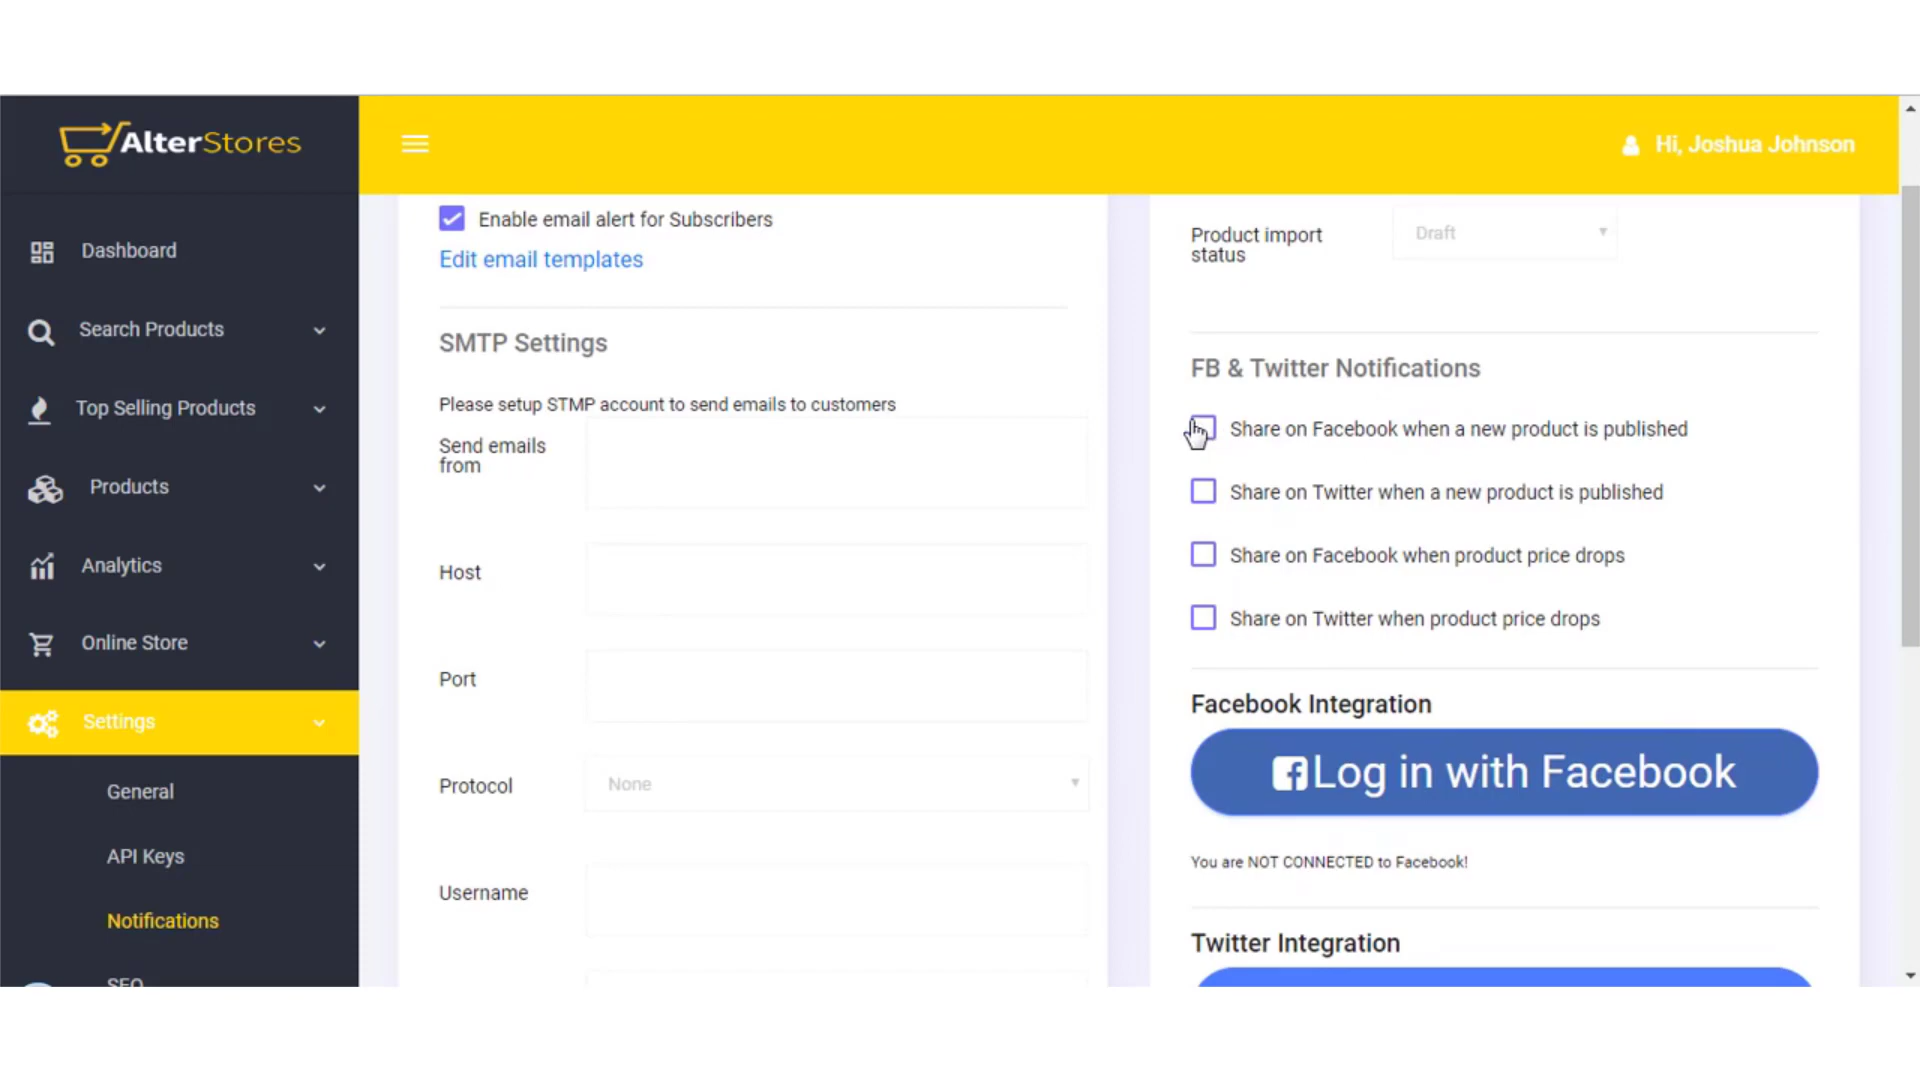 AlterStores
Hi, Joshua Johnson
Dashboard
Search Products
Top Selling Products
Products
Analytics
Online Store
Settings
General
API Keys
Notifications
SEO
Enable email alert for Subscribers
Edit email templates
SMTP Settings
Please setup STMP account to send emails to customers
Send emails
from
Host
Port
Protocol
None
Username
Product import
status
Draft
FB & Twitter Notifications
Share on Facebook when a new product is published
Share on Twitter when a new product is published
Share on Facebook when product price drops
Share on Twitter when product price drops
Facebook Integration
Log in with Facebook
You are NOT CONNECTED to Facebook!
Twitter Integration